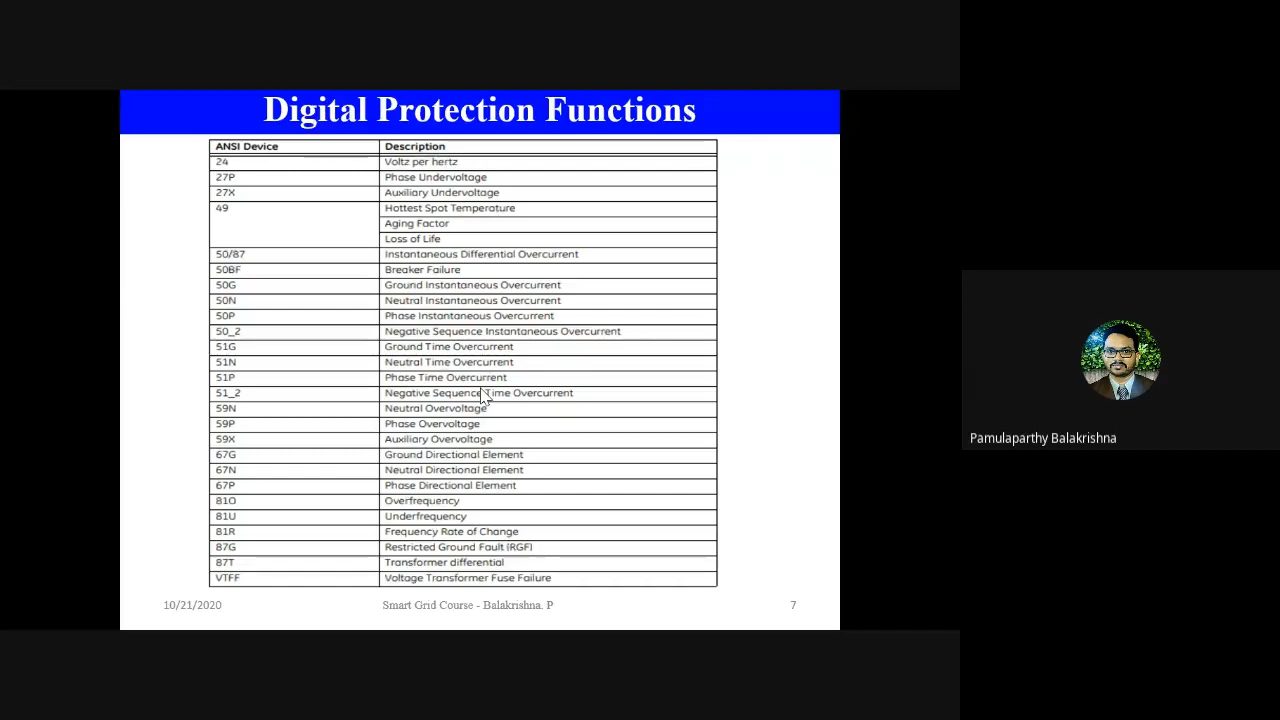 Digital Protection Functions
ANSI Device Description
24 Voltz per hertz
27P Phase Undervoltage
27X Auxiliary Undervoltage
49 Hottest Spot Temperature
Aging Factor
Loss of Life
50/87 Instantaneous Differential Overcurrent
50BF Breaker Failure
50G Ground Instantaneous Overcurrent
50N Neutral Instantaneous Overcurrent
50P Phase Instantaneous Overcurrent
50_2 Negative Sequence Instantaneous Overcurrent
51G Ground Time Overcurrent
51N Neutral Time Overcurrent
51P Phase Time Overcurrent
51_2 Negative Sequence Time Overcurrent
59N Neutral Overvoltage
59P Phase Overvoltage
59X Auxiliary Overvoltage
67G Ground Directional Element
67N Neutral Directional Element
67P Phase Directional Element
81O Overfrequency
81U Underfrequency
81R Frequency Rate of Change
87G Restricted Ground Fault (RGF)
87T Transformer differential
VTFF Voltage Transformer Fuse Failure
10/21/2020 Smart Grid Course - Balakrishna. P 7
Pamulaparthy Balakrishna